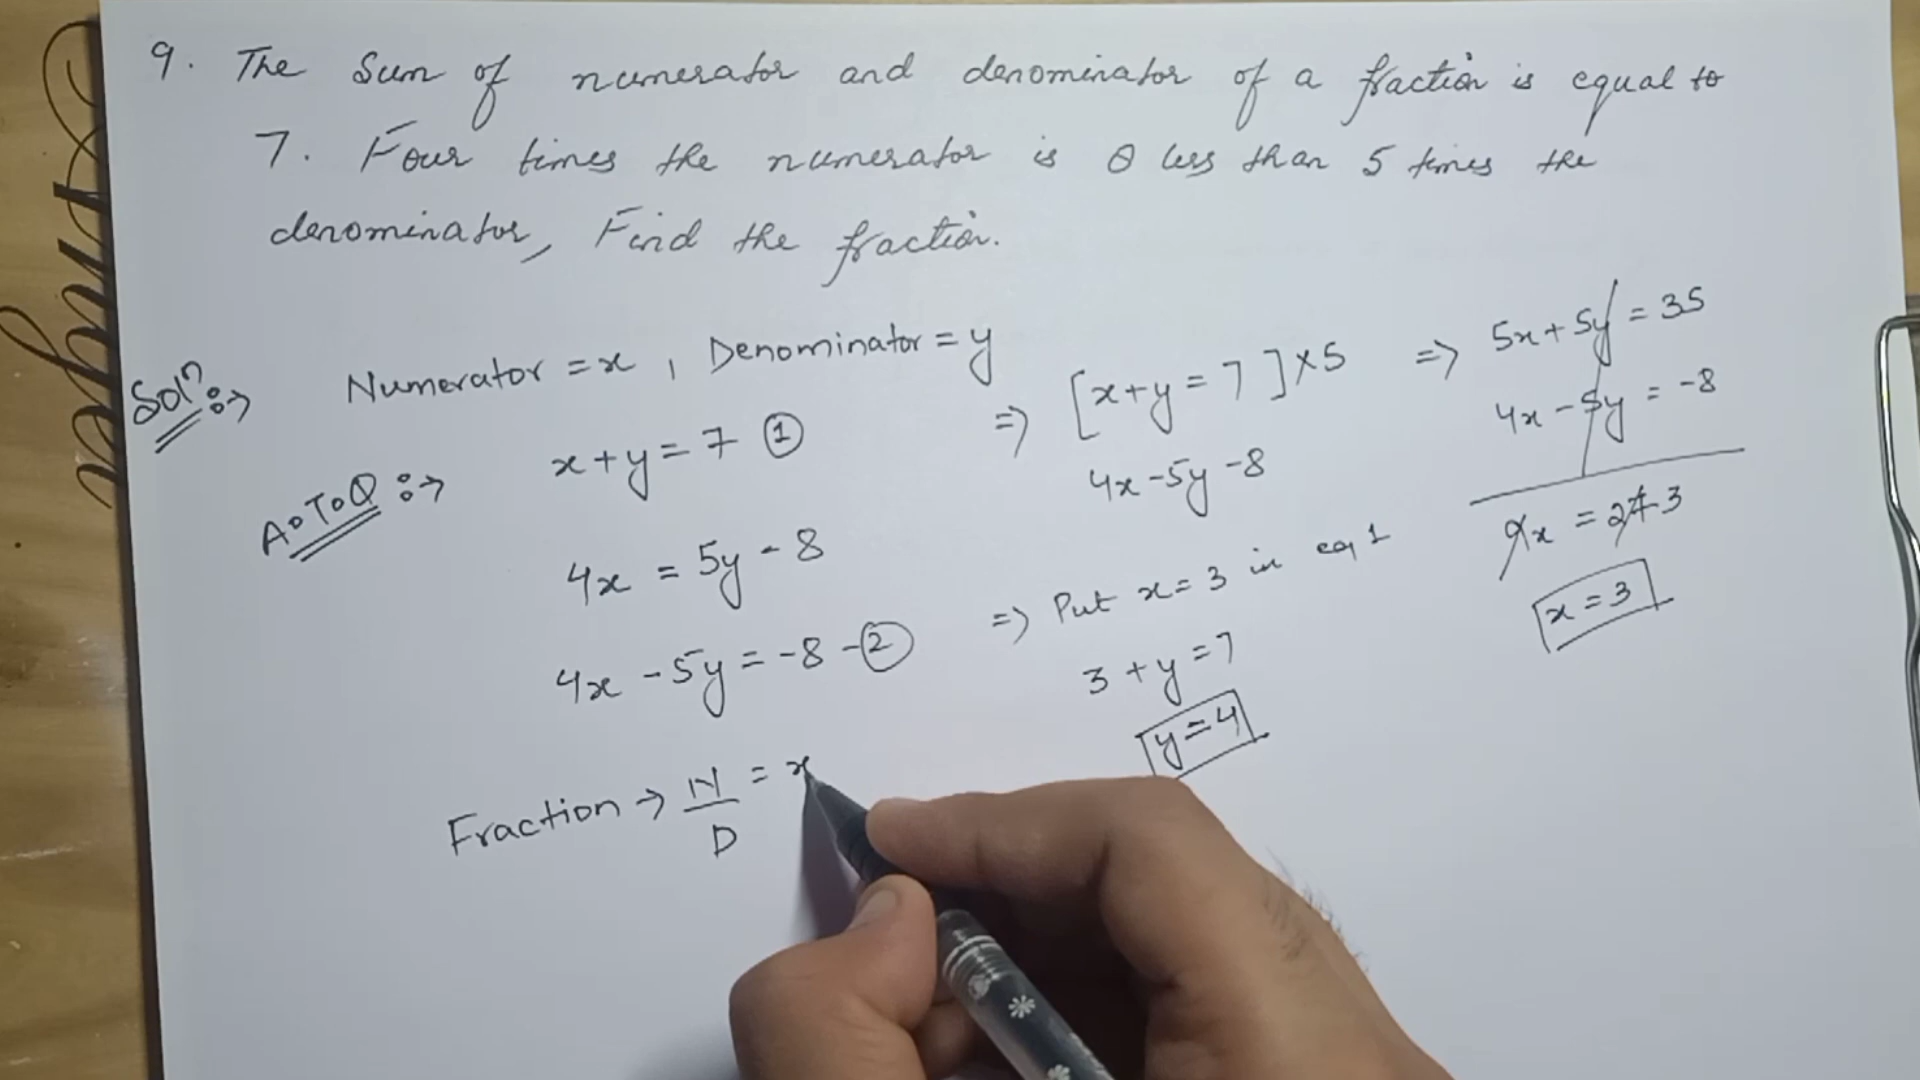 9. The Sum of numerator and denominator of a fraction is equal to
7. Four times the numerator is 8 less than 5 times the
denominator, Find the fraction.
Solⁿ:→ Numerator = x, Denominator = y
A.T.Q :→ x+y=7 ①
4x = 5y - 8
4x - 5y = -8 - ②
Fraction → N/D = x
=> [x+y=7]×5
4x-5y-8
=> Put x=3 in eq 1
3+y=7
y=4
=> 5x+5y=35
4x-5y=-8
9x = 27 3
x=3